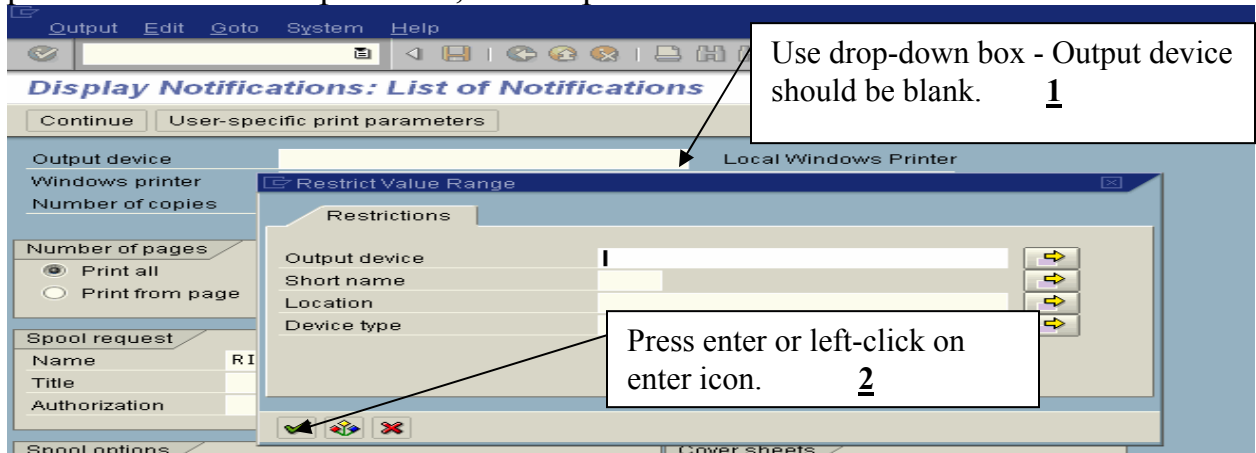 Output Edit Goto System Help
Use drop-down box - Output device
should be blank. 1
Display Notifications: List of Notifications
Continue User-specific print parameters
Output device Local Windows Printer
Windows printer
Number of copies
Restrict Value Range
Restrictions
Number of pages
Print all
Print from page
Output device
Short name
Location
Device type
Press enter or left-click on
enter icon. 2
Spool request
Name RI
Title
Authorization
Spool options Cover sheets